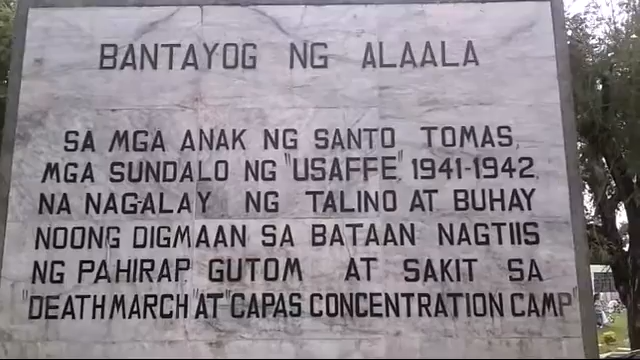 BANTAYOG NG ALAALA
SA MGA ANAK NG SANTO TOMAS,
MGA SUNDALO NG "USAFFE", 1941-1942,
NA NAGALAY NG TALINO AT BUHAY
NOONG DIGMAAN SA BATAAN NAGTIIS
NG PAHIRAP GUTOM AT SAKIT SA
"DEATH MARCH" AT "CAPAS CONCENTRATION CAMP"